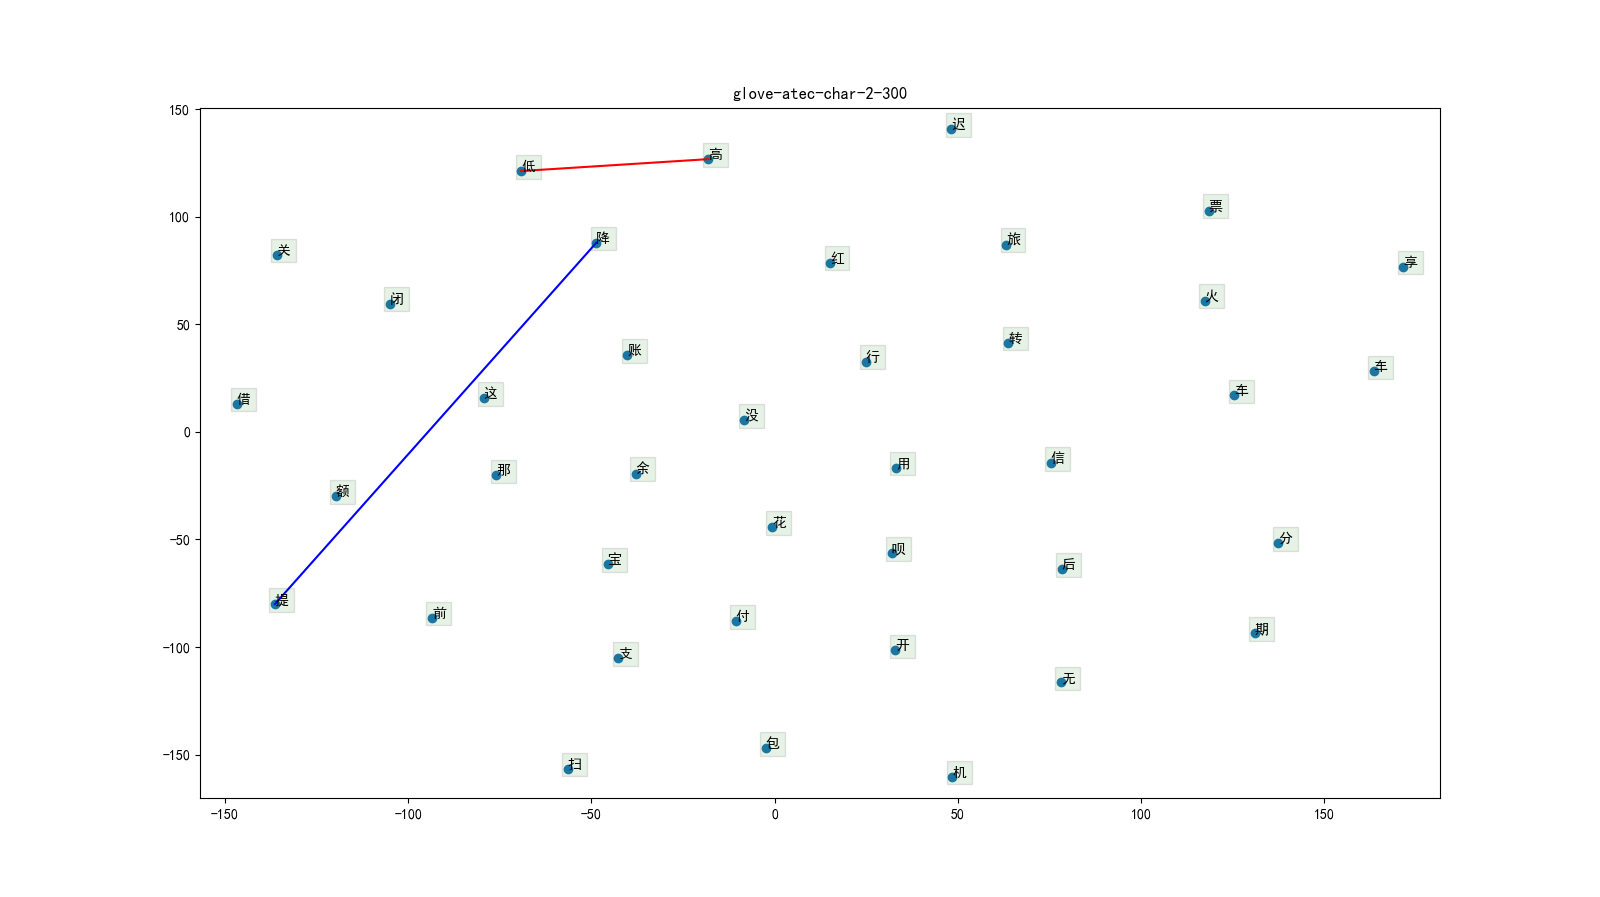 glove-atec-char-2-300
150
迟
高
低
票
100
降
旅
关
红
享
闭
火
50
转
账
行
车
这
车
借
没
0
信
用
余
那
额
花
分
-50
呗
宝
后
提
前
付
期
开
-100
支
无
包
-150
扫
机
-150 -100 -50 0 50 100 150